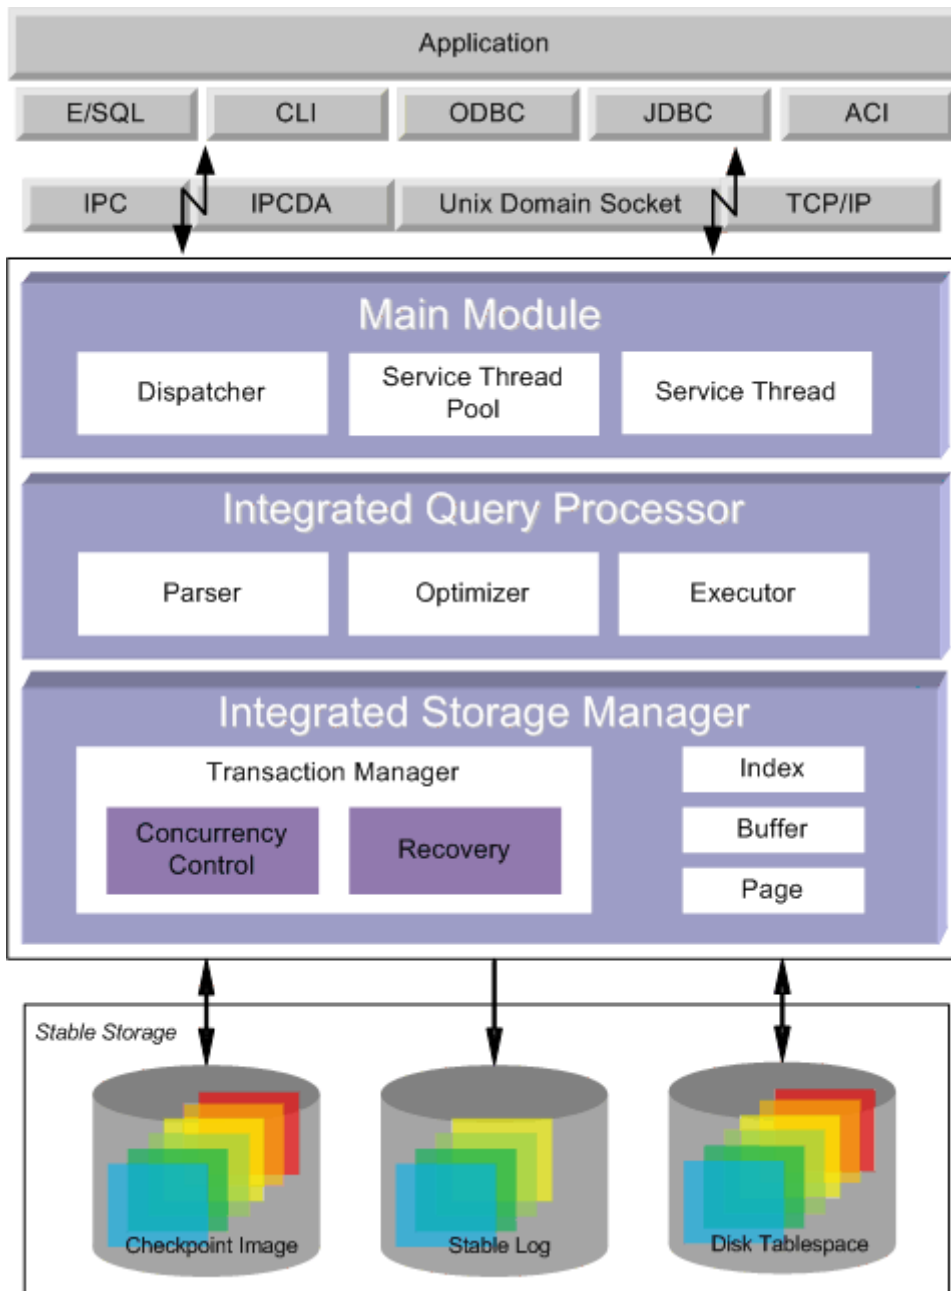 Application
E/SQL
CLI
ODBC
JDBC
ACI
IPC
IPCDA
Unix Domain Socket
TCP/IP
Main Module
Dispatcher
Service Thread
Pool
Service Thread
Integrated Query Processor
Parser
Optimizer
Executor
Integrated Storage Manager
Transaction Manager
Concurrency
Control
Recovery
Index
Buffer
Page
Stable Storage
Checkpoint Image
Stable Log
Disk Tablespace